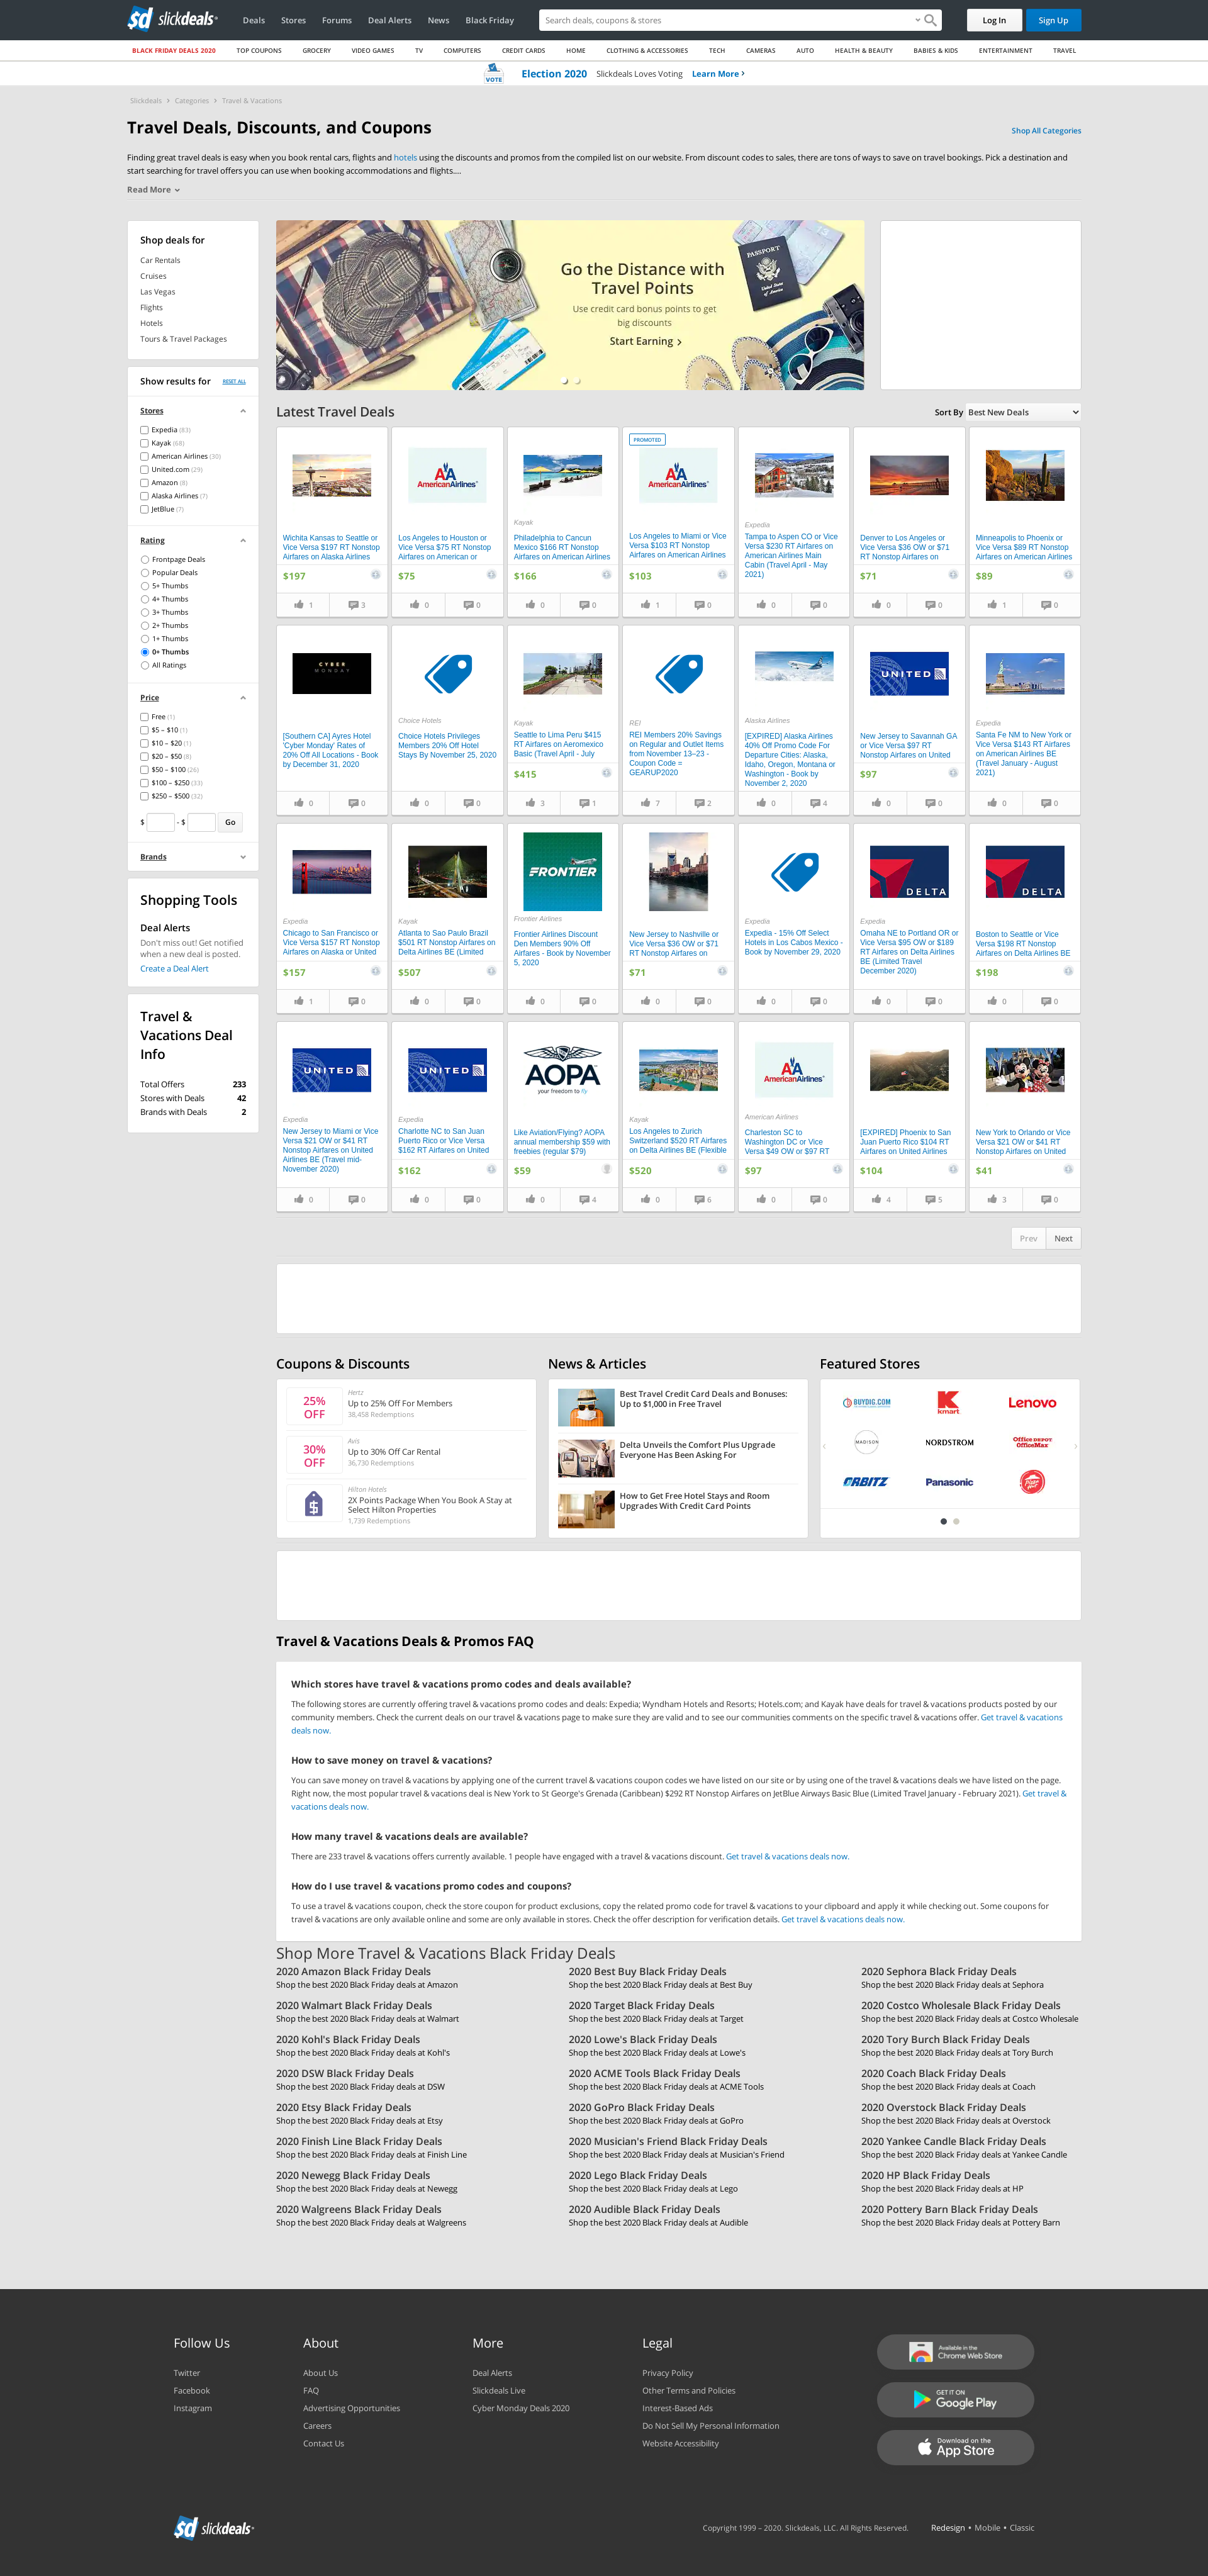 slickdeals
Deals
Stores
Forums
Deal Alerts
News
Black Friday
Search deals, coupons & stores
Log In
Sign Up
BLACK FRIDAY DEALS 2020
TOP COUPONS
GROCERY
VIDEO GAMES
TV
COMPUTERS
CREDIT CARDS
HOME
CLOTHING & ACCESSORIES
TECH
CAMERAS
AUTO
HEALTH & BEAUTY
BABIES & KIDS
ENTERTAINMENT
TRAVEL
VOTE
Election 2020 Slickdeals Loves Voting Learn More
Slickdeals › Categories › Travel & Vacations
Travel Deals, Discounts, and Coupons
Shop All Categories
Finding great travel deals is easy when you book rental cars, flights and hotels using the discounts and promos from the compiled list on our website. From discount codes to sales, there are tons of ways to save on travel bookings. Pick a destination and
start searching for travel offers you can use when booking accommodations and flights....
Read More
Shop deals for
Car Rentals
Cruises
Las Vegas
Flights
Hotels
Tours & Travel Packages
Show results for
RESET ALL
Stores
Expedia (83)
Kayak (68)
American Airlines (30)
United.com (29)
Amazon (8)
Alaska Airlines (7)
JetBlue (7)
Rating
Frontpage Deals
Popular Deals
5+ Thumbs
4+ Thumbs
3+ Thumbs
2+ Thumbs
1+ Thumbs
0+ Thumbs
All Ratings
Price
Free (1)
$5 – $10 (1)
$10 – $20 (1)
$20 – $50 (8)
$50 – $100 (26)
$100 – $250 (33)
$250 – $500 (32)
$ - $ Go
Brands
Shopping Tools
Deal Alerts
Don't miss out! Get notified
when a new deal is posted.
Create a Deal Alert
Travel &
Vacations Deal
Info
Total Offers 233
Stores with Deals 42
Brands with Deals 2
Go the Distance with
Travel Points
Use credit card bonus points to get
big discounts
Start Earning
PASSPORT
Latest Travel Deals
Sort By Best New Deals
Wichita Kansas to Seattle or
Vice Versa $197 RT Nonstop
Airfares on Alaska Airlines
$197
1 3
AmericanAirlines
Los Angeles to Houston or
Vice Versa $75 RT Nonstop
Airfares on American or
$75
0 0
Kayak
Philadelphia to Cancun
Mexico $166 RT Nonstop
Airfares on American Airlines
$166
0 0
PROMOTED
AmericanAirlines
Los Angeles to Miami or Vice
Versa $103 RT Nonstop
Airfares on American Airlines
$103
1 0
Expedia
Tampa to Aspen CO or Vice
Versa $230 RT Airfares on
American Airlines Main
Cabin (Travel April - May
2021)
0 0
Denver to Los Angeles or
Vice Versa $36 OW or $71
RT Nonstop Airfares on
$71
0 0
Minneapolis to Phoenix or
Vice Versa $89 RT Nonstop
Airfares on American Airlines
$89
1 0
CYBER
MONDAY
[Southern CA] Ayres Hotel
'Cyber Monday' Rates of
20% Off All Locations - Book
by December 31, 2020
0 0
Choice Hotels
Choice Hotels Privileges
Members 20% Off Hotel
Stays By November 25, 2020
0 0
Kayak
Seattle to Lima Peru $415
RT Airfares on Aeromexico
Basic (Travel April - July
$415
3 1
REI
REI Members 20% Savings
on Regular and Outlet Items
from November 13–23 -
Coupon Code =
GEARUP2020
7 2
Alaska Airlines
[EXPIRED] Alaska Airlines
40% Off Promo Code For
Departure Cities: Alaska,
Idaho, Oregon, Montana or
Washington - Book by
November 2, 2020
0 4
UNITED
New Jersey to Savannah GA
or Vice Versa $97 RT
Nonstop Airfares on United
$97
0 0
Expedia
Santa Fe NM to New York or
Vice Versa $143 RT Airfares
on American Airlines BE
(Travel January - August
2021)
0 0
Expedia
Chicago to San Francisco or
Vice Versa $157 RT Nonstop
Airfares on Alaska or United
$157
1 0
Kayak
Atlanta to Sao Paulo Brazil
$501 RT Nonstop Airfares on
Delta Airlines BE (Limited
$507
0 0
FRONTIER
Frontier Airlines
Frontier Airlines Discount
Den Members 90% Off
Airfares - Book by November
5, 2020
0 0
New Jersey to Nashville or
Vice Versa $36 OW or $71
RT Nonstop Airfares on
$71
0 0
Expedia
Expedia - 15% Off Select
Hotels in Los Cabos Mexico -
Book by November 29, 2020
0 0
DELTA
Expedia
Omaha NE to Portland OR or
Vice Versa $95 OW or $189
RT Airfares on Delta Airlines
BE (Limited Travel
December 2020)
0 0
DELTA
Boston to Seattle or Vice
Versa $198 RT Nonstop
Airfares on Delta Airlines BE
$198
0 0
UNITED
Expedia
New Jersey to Miami or Vice
Versa $21 OW or $41 RT
Nonstop Airfares on United
Airlines BE (Travel mid-
November 2020)
0 0
UNITED
Expedia
Charlotte NC to San Juan
Puerto Rico or Vice Versa
$162 RT Airfares on United
$162
0 0
AOPA
your freedom to fly
Like Aviation/Flying? AOPA
annual membership $59 with
freebies (regular $79)
$59
0 4
Kayak
Los Angeles to Zurich
Switzerland $520 RT Airfares
on Delta Airlines BE (Flexible
$520
0 6
AmericanAirlines
American Airlines
Charleston SC to
Washington DC or Vice
Versa $49 OW or $97 RT
$97
0 0
[EXPIRED] Phoenix to San
Juan Puerto Rico $104 RT
Airfares on United Airlines
$104
4 5
New York to Orlando or Vice
Versa $21 OW or $41 RT
Nonstop Airfares on United
$41
3 0
Prev
Next
Coupons & Discounts
25%
OFF
Hertz
Up to 25% Off For Members
38,458 Redemptions
30%
OFF
Avis
Up to 30% Off Car Rental
36,730 Redemptions
Hilton Hotels
2X Points Package When You Book A Stay at
Select Hilton Properties
1,739 Redemptions
News & Articles
Best Travel Credit Card Deals and Bonuses:
Up to $1,000 in Free Travel
Delta Unveils the Comfort Plus Upgrade
Everyone Has Been Asking For
How to Get Free Hotel Stays and Room
Upgrades With Credit Card Points
Featured Stores
BUYDIG.COM
kmart
Lenovo
MADISON
NORDSTROM
Office DEPOT
OfficeMax
ORBITZ
Panasonic
Pizza Hut
Travel & Vacations Deals & Promos FAQ
Which stores have travel & vacations promo codes and deals available?
The following stores are currently offering travel & vacations promo codes and deals: Expedia; Wyndham Hotels and Resorts; Hotels.com; and Kayak have deals for travel & vacations products posted by our
community members. Check the current deals on our travel & vacations page to make sure they are valid and to see our communities comments on the specific travel & vacations offer. Get travel & vacations
deals now.
How to save money on travel & vacations?
You can save money on travel & vacations by applying one of the current travel & vacations coupon codes we have listed on our site or by using one of the travel & vacations deals we have listed on the page.
Right now, the most popular travel & vacations deal is New York to St George's Grenada (Caribbean) $292 RT Nonstop Airfares on JetBlue Airways Basic Blue (Limited Travel January - February 2021). Get travel &
vacations deals now.
How many travel & vacations deals are available?
There are 233 travel & vacations offers currently available. 1 people have engaged with a travel & vacations discount. Get travel & vacations deals now.
How do I use travel & vacations promo codes and coupons?
To use a travel & vacations coupon, check the store coupon for product exclusions, copy the related promo code for travel & vacations to your clipboard and apply it while checking out. Some coupons for
travel & vacations are only available online and some are only available in stores. Check the offer description for verification details. Get travel & vacations deals now.
Shop More Travel & Vacations Black Friday Deals
2020 Amazon Black Friday Deals
Shop the best 2020 Black Friday deals at Amazon
2020 Best Buy Black Friday Deals
Shop the best 2020 Black Friday deals at Best Buy
2020 Sephora Black Friday Deals
Shop the best 2020 Black Friday deals at Sephora
2020 Walmart Black Friday Deals
Shop the best 2020 Black Friday deals at Walmart
2020 Target Black Friday Deals
Shop the best 2020 Black Friday deals at Target
2020 Costco Wholesale Black Friday Deals
Shop the best 2020 Black Friday deals at Costco Wholesale
2020 Kohl's Black Friday Deals
Shop the best 2020 Black Friday deals at Kohl's
2020 Lowe's Black Friday Deals
Shop the best 2020 Black Friday deals at Lowe's
2020 Tory Burch Black Friday Deals
Shop the best 2020 Black Friday deals at Tory Burch
2020 DSW Black Friday Deals
Shop the best 2020 Black Friday deals at DSW
2020 ACME Tools Black Friday Deals
Shop the best 2020 Black Friday deals at ACME Tools
2020 Coach Black Friday Deals
Shop the best 2020 Black Friday deals at Coach
2020 Etsy Black Friday Deals
Shop the best 2020 Black Friday deals at Etsy
2020 GoPro Black Friday Deals
Shop the best 2020 Black Friday deals at GoPro
2020 Overstock Black Friday Deals
Shop the best 2020 Black Friday deals at Overstock
2020 Finish Line Black Friday Deals
Shop the best 2020 Black Friday deals at Finish Line
2020 Musician's Friend Black Friday Deals
Shop the best 2020 Black Friday deals at Musician's Friend
2020 Yankee Candle Black Friday Deals
Shop the best 2020 Black Friday deals at Yankee Candle
2020 Newegg Black Friday Deals
Shop the best 2020 Black Friday deals at Newegg
2020 Lego Black Friday Deals
Shop the best 2020 Black Friday deals at Lego
2020 HP Black Friday Deals
Shop the best 2020 Black Friday deals at HP
2020 Walgreens Black Friday Deals
Shop the best 2020 Black Friday deals at Walgreens
2020 Audible Black Friday Deals
Shop the best 2020 Black Friday deals at Audible
2020 Pottery Barn Black Friday Deals
Shop the best 2020 Black Friday deals at Pottery Barn
Follow Us
Twitter
Facebook
Instagram
About
About Us
FAQ
Advertising Opportunities
Careers
Contact Us
More
Deal Alerts
Slickdeals Live
Cyber Monday Deals 2020
Legal
Privacy Policy
Other Terms and Policies
Interest-Based Ads
Do Not Sell My Personal Information
Website Accessibility
Available in the
Chrome Web Store
GET IT ON
Google Play
Download on the
App Store
slickdeals
Copyright 1999 – 2020. Slickdeals, LLC. All Rights Reserved.
Redesign • Mobile • Classic